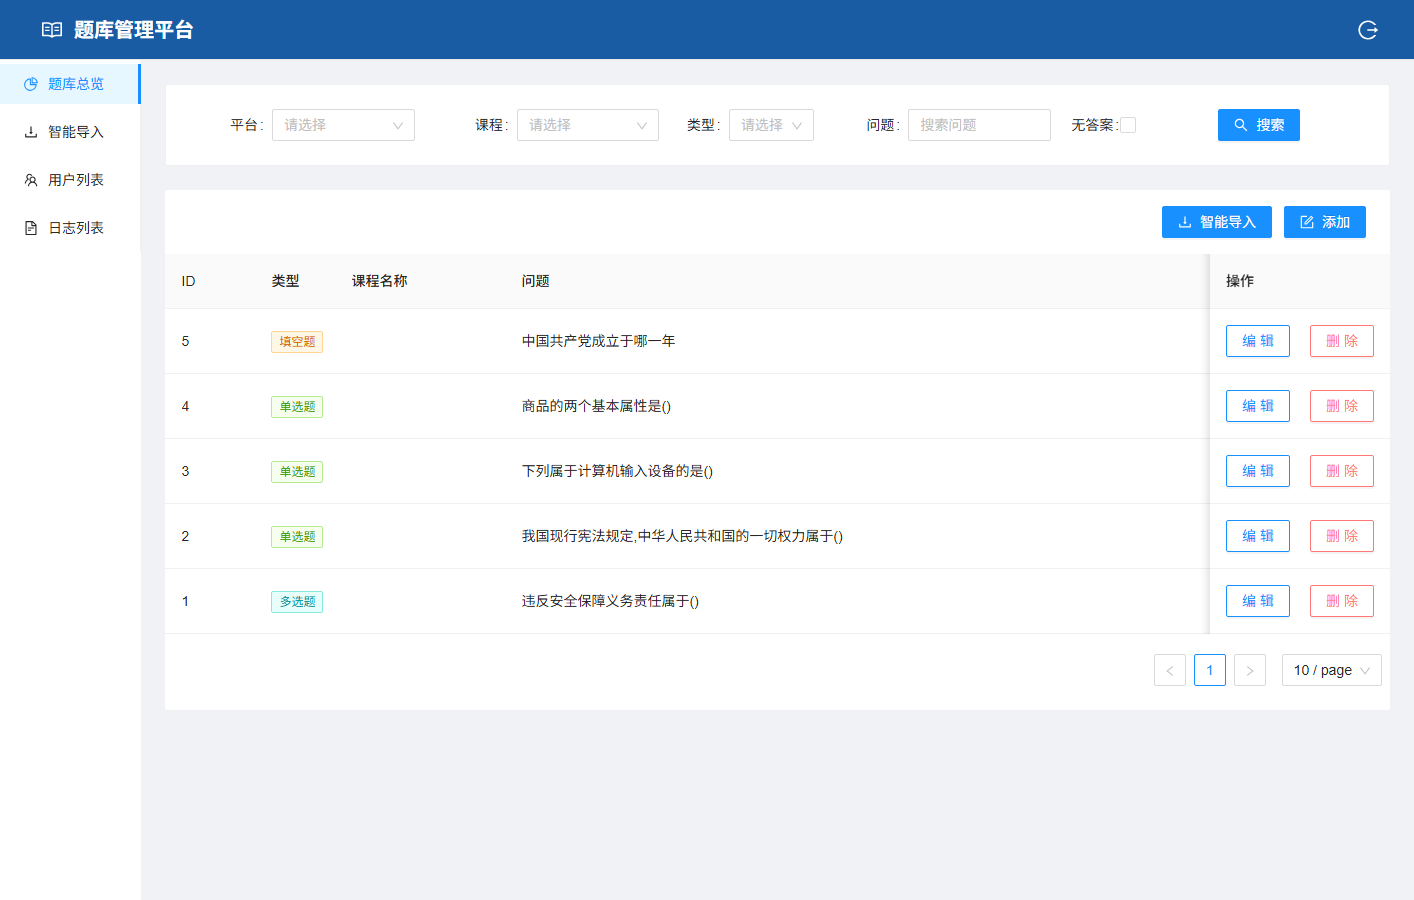 题库管理平台
题库总览
智能导入
用户列表
日志列表
平台: 请选择 课程: 请选择 类型: 请选择 问题: 搜索问题 无答案: 搜索
智能导入 添加
ID 类型 课程名称 问题 操作
5 填空题 中国共产党成立于哪一年 编 辑 删 除
4 单选题 商品的两个基本属性是() 编 辑 删 除
3 单选题 下列属于计算机输入设备的是() 编 辑 删 除
2 单选题 我国现行宪法规定,中华人民共和国的一切权力属于() 编 辑 删 除
1 多选题 违反安全保障义务责任属于() 编 辑 删 除
1 10 / page